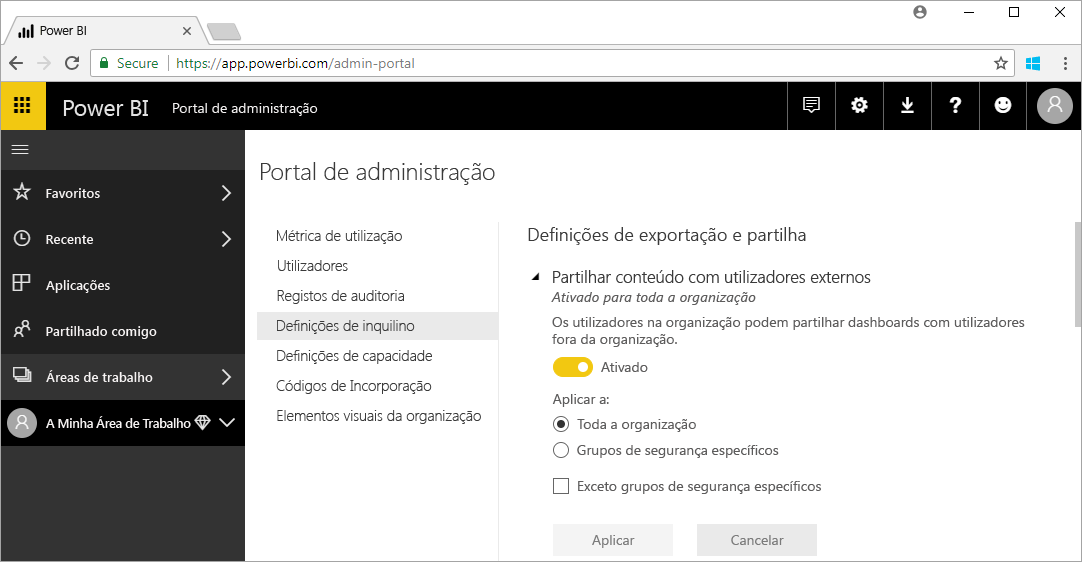 Power BI
Secure
https://app.powerbi.com/admin-portal
Power BI
Portal de administração
Favoritos
Recente
Aplicações
Partilhado comigo
Áreas de trabalho
A Minha Área de Trabalho
Portal de administração
Métrica de utilização
Utilizadores
Registos de auditoria
Definições de inquilino
Definições de capacidade
Códigos de Incorporação
Elementos visuais da organização
Definições de exportação e partilha
Partilhar conteúdo com utilizadores externos
Ativado para toda a organização
Os utilizadores na organização podem partilhar dashboards com utilizadores
fora da organização.
Ativado
Aplicar a:
Toda a organização
Grupos de segurança específicos
Exceto grupos de segurança específicos
Aplicar
Cancelar